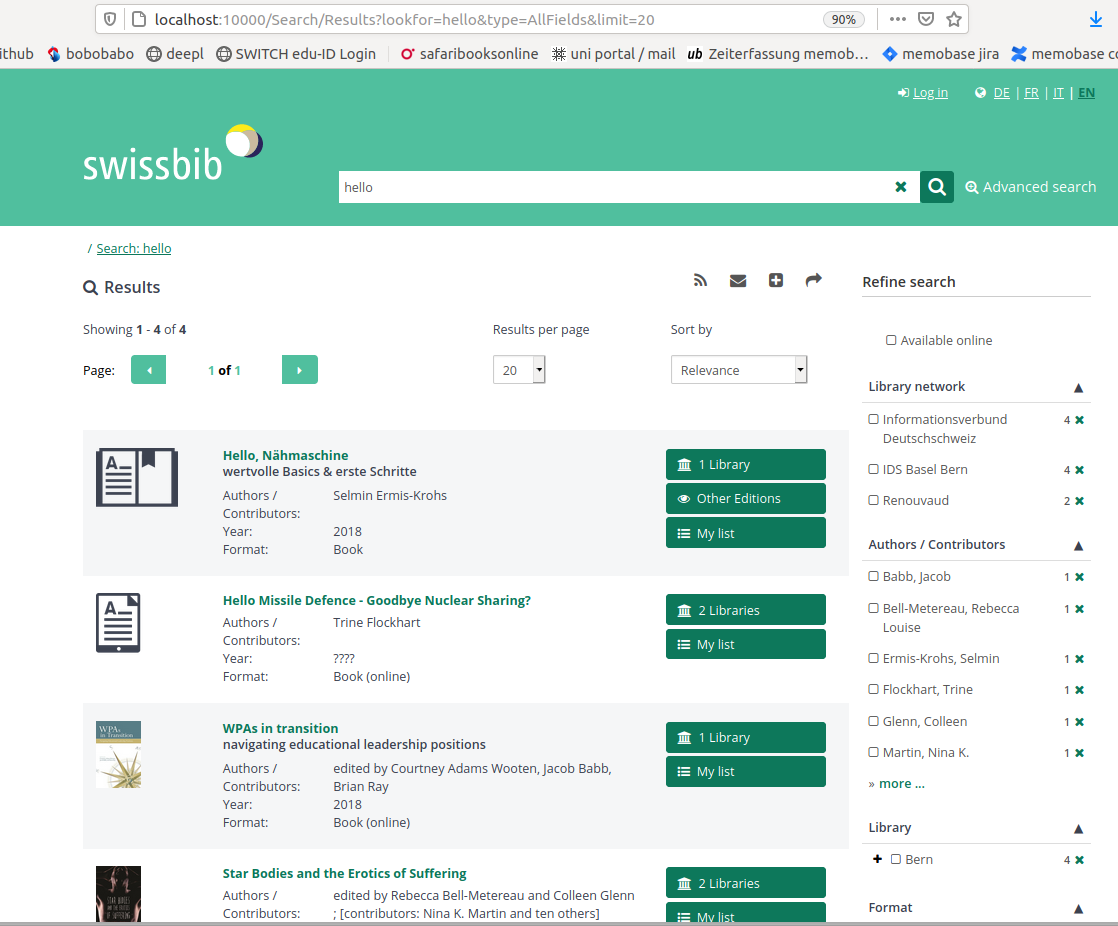 localhost:10000/Search/Results?lookfor=hello&type=AllFields&limit=20
90%
ithub
bobobabo
deepl
SWITCH edu-ID Login
safaribooksonline
uni portal / mail
ub Zeiterfassung memob…
memobase jira
memobase co
Log in
DE | FR | IT | EN
swissbib
hello
Advanced search
/ Search: hello
Results
Showing 1 - 4 of 4
Results per page
Sort by
Page:
1 of 1
20
Relevance
Hello, Nähmaschine
wertvolle Basics & erste Schritte
Authors / Contributors:
Selmin Ermis-Krohs
Year:
2018
Format:
Book
1 Library
Other Editions
My list
Hello Missile Defence - Goodbye Nuclear Sharing?
Authors / Contributors:
Trine Flockhart
Year:
????
Format:
Book (online)
2 Libraries
My list
WPAs in transition
navigating educational leadership positions
Authors / Contributors:
edited by Courtney Adams Wooten, Jacob Babb,
Brian Ray
Year:
2018
Format:
Book (online)
1 Library
My list
WPAs
in Transition
Star Bodies and the Erotics of Suffering
Authors / Contributors:
edited by Rebecca Bell-Metereau and Colleen Glenn
; [contributors: Nina K. Martin and ten others]
2 Libraries
My list
STAR BODIES
AND THE EROTICS
OF SUFFERING
Refine search
Available online
Library network
Informationsverbund
Deutschschweiz
4
IDS Basel Bern
4
Renouvaud
2
Authors / Contributors
Babb, Jacob
1
Bell-Metereau, Rebecca
Louise
1
Ermis-Krohs, Selmin
1
Flockhart, Trine
1
Glenn, Colleen
1
Martin, Nina K.
1
» more ...
Library
Bern
4
Format